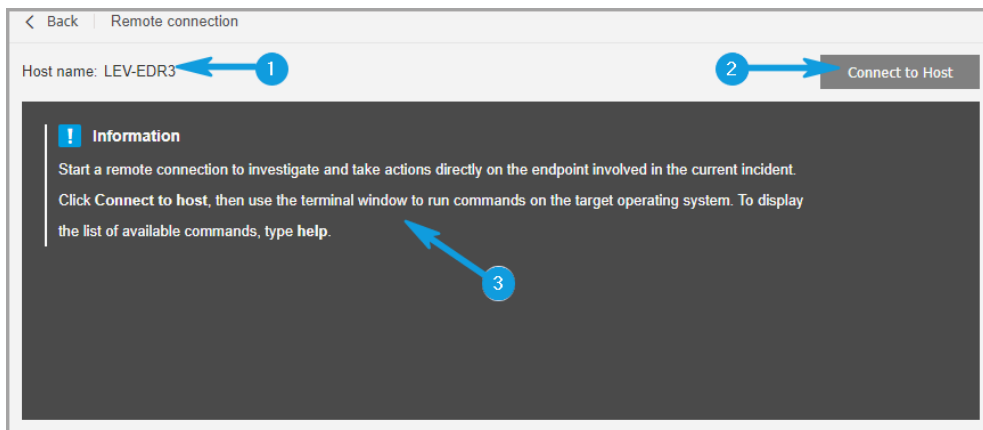 Back Remote connection
Host name: LEV-EDR3 1 2 Connect to Host
! Information
Start a remote connection to investigate and take actions directly on the endpoint involved in the current incident.
Click Connect to host, then use the terminal window to run commands on the target operating system. To display
the list of available commands, type help.
3